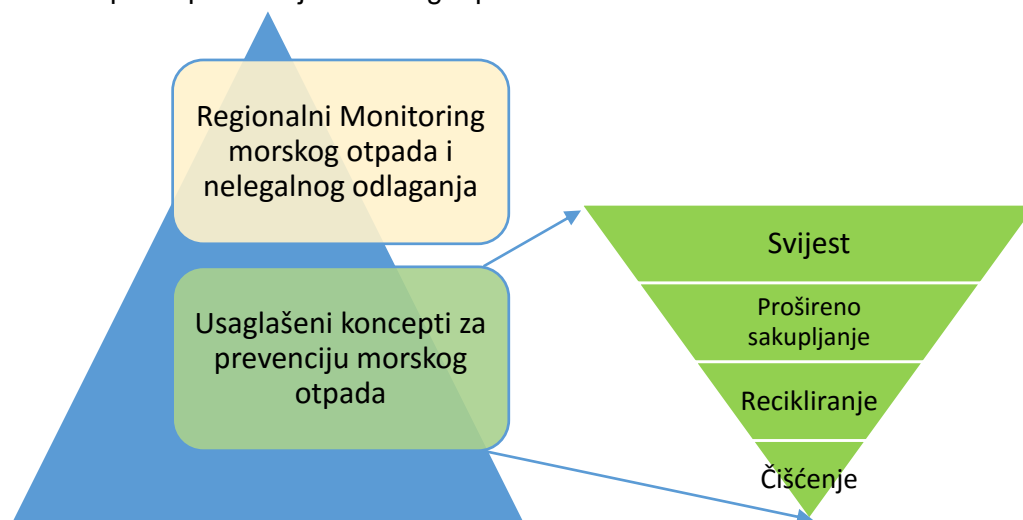 Regionalni Monitoring
morskog otpada i
nelegalnog odlaganja
Usaglašeni koncepti za
prevenciju morskog
otpada
Svijest
Prošireno
sakupljanje
Recikliranje
Čišćenje